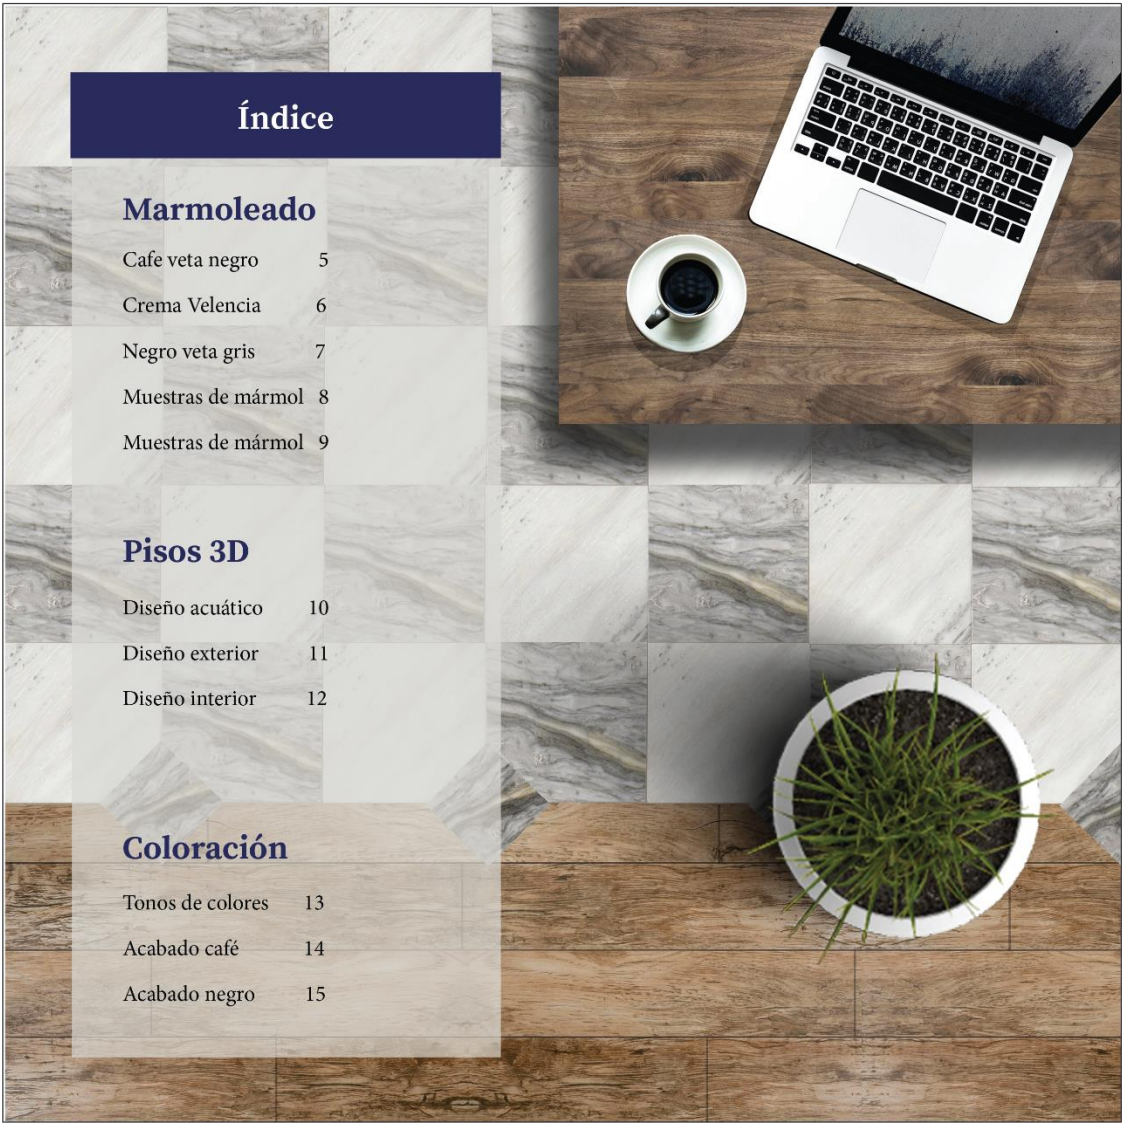 Índice
Marmoleado
Cafe veta negro 5
Crema Velencia 6
Negro veta gris 7
Muestras de mármol 8
Muestras de mármol 9
Pisos 3D
Diseño acuático 10
Diseño exterior 11
Diseño interior 12
Coloración
Tonos de colores 13
Acabado café 14
Acabado negro 15